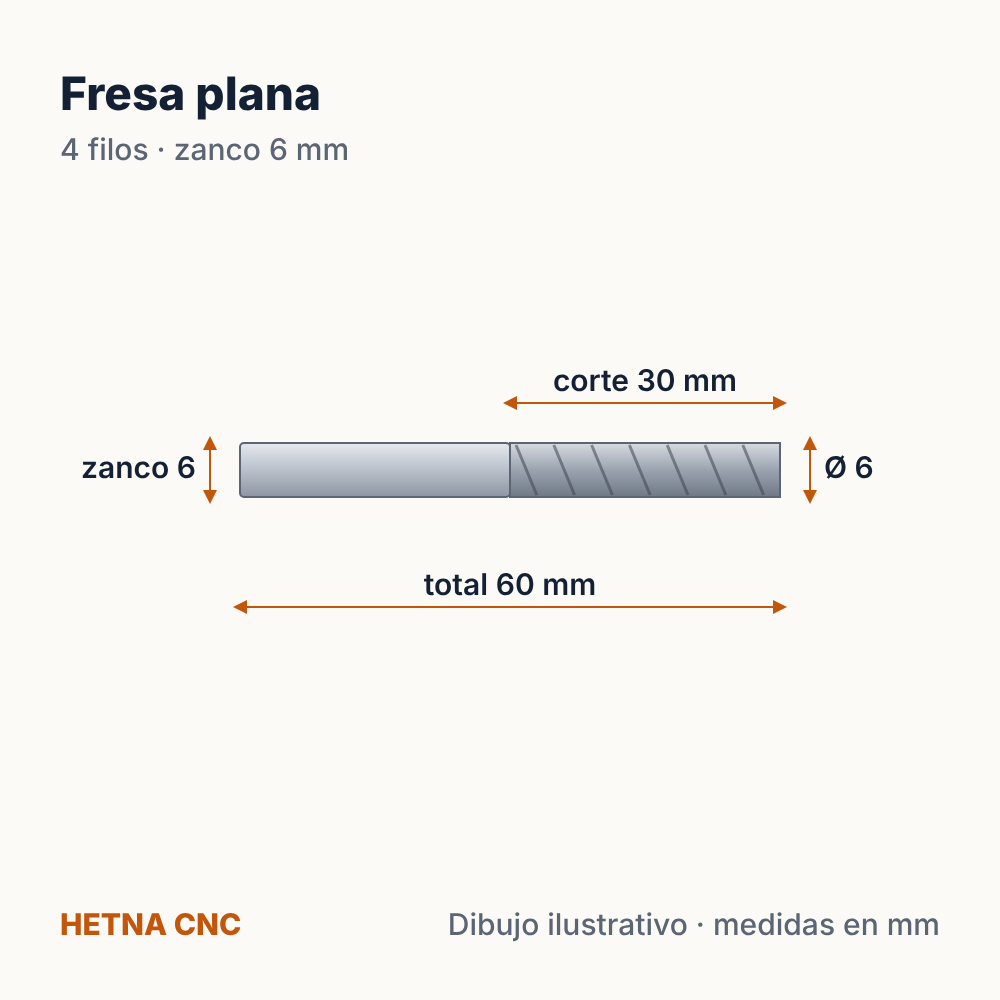 Fresa plana
4 filos · zanco 6 mm
corte 30 mm
zanco 6
Ø 6
total 60 mm
HETNA CNC
Dibujo ilustrativo · medidas en mm